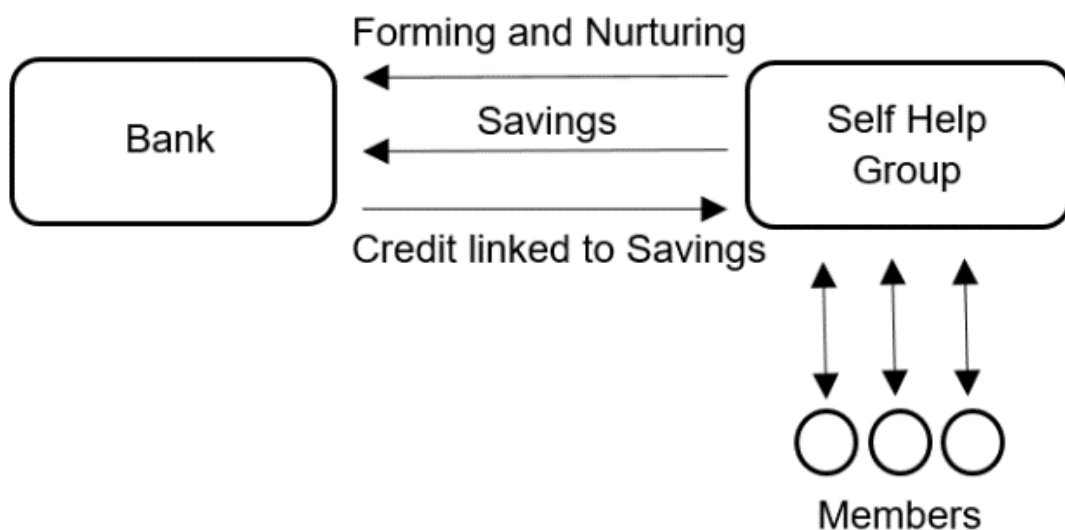 Forming and Nurturing
Bank
Savings
Self Help
Group
Credit linked to Savings
Members